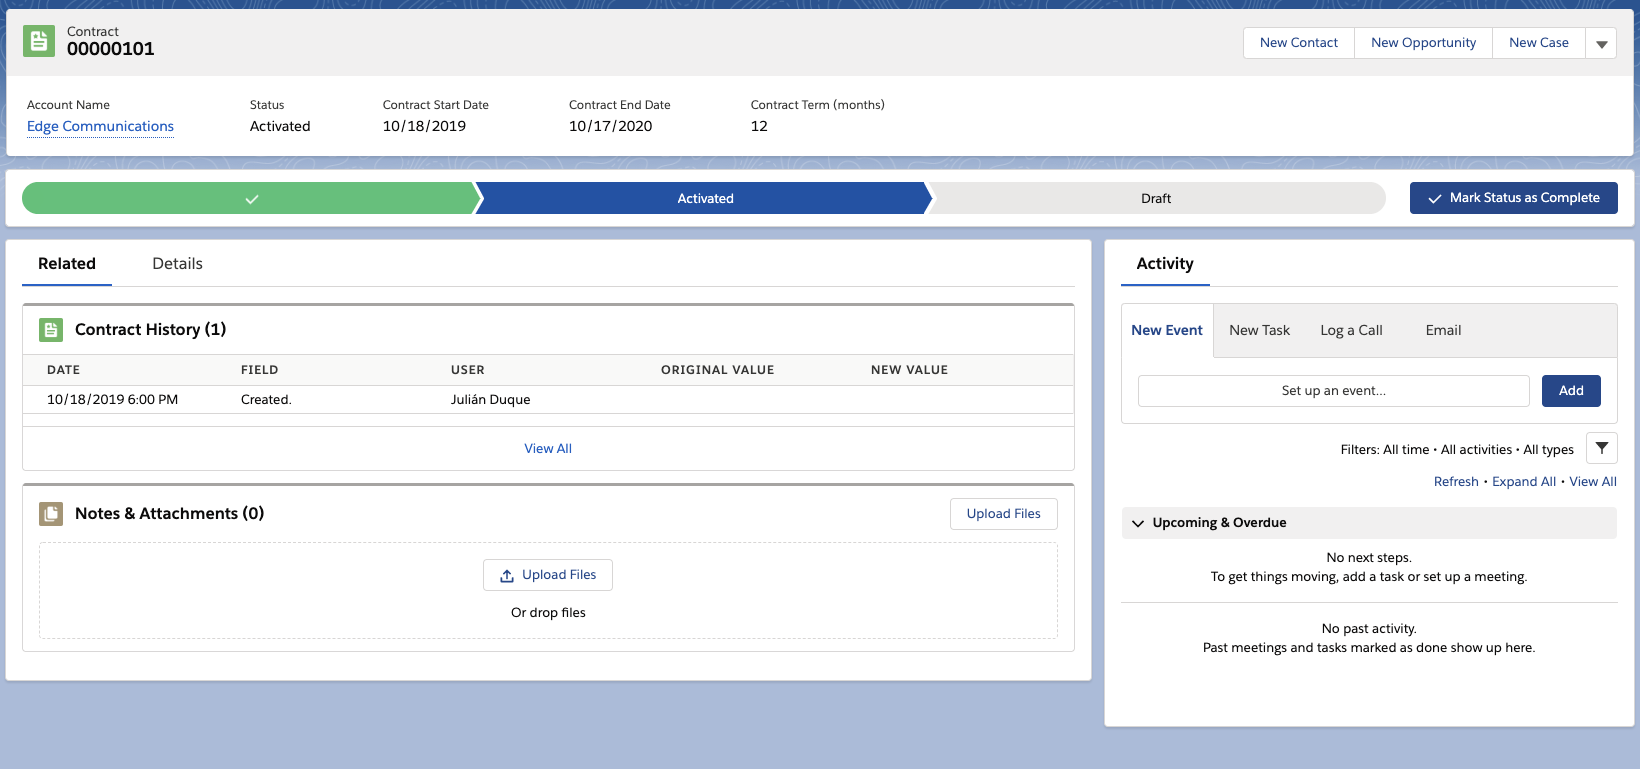 Contract
00000101
New Contact New Opportunity New Case
Account Name Status Contract Start Date Contract End Date Contract Term (months)
Edge Communications Activated 10/18/2019 10/17/2020 12
Activated Draft Mark Status as Complete
Related Details
Contract History (1)
DATE FIELD USER ORIGINAL VALUE NEW VALUE
10/18/2019 6:00 PM Created. Julián Duque
View All
Notes & Attachments (0) Upload Files
Upload Files
Or drop files
Activity
New Event New Task Log a Call Email
Set up an event... Add
Filters: All time • All activities • All types
Refresh • Expand All • View All
Upcoming & Overdue
No next steps.
To get things moving, add a task or set up a meeting.
No past activity.
Past meetings and tasks marked as done show up here.